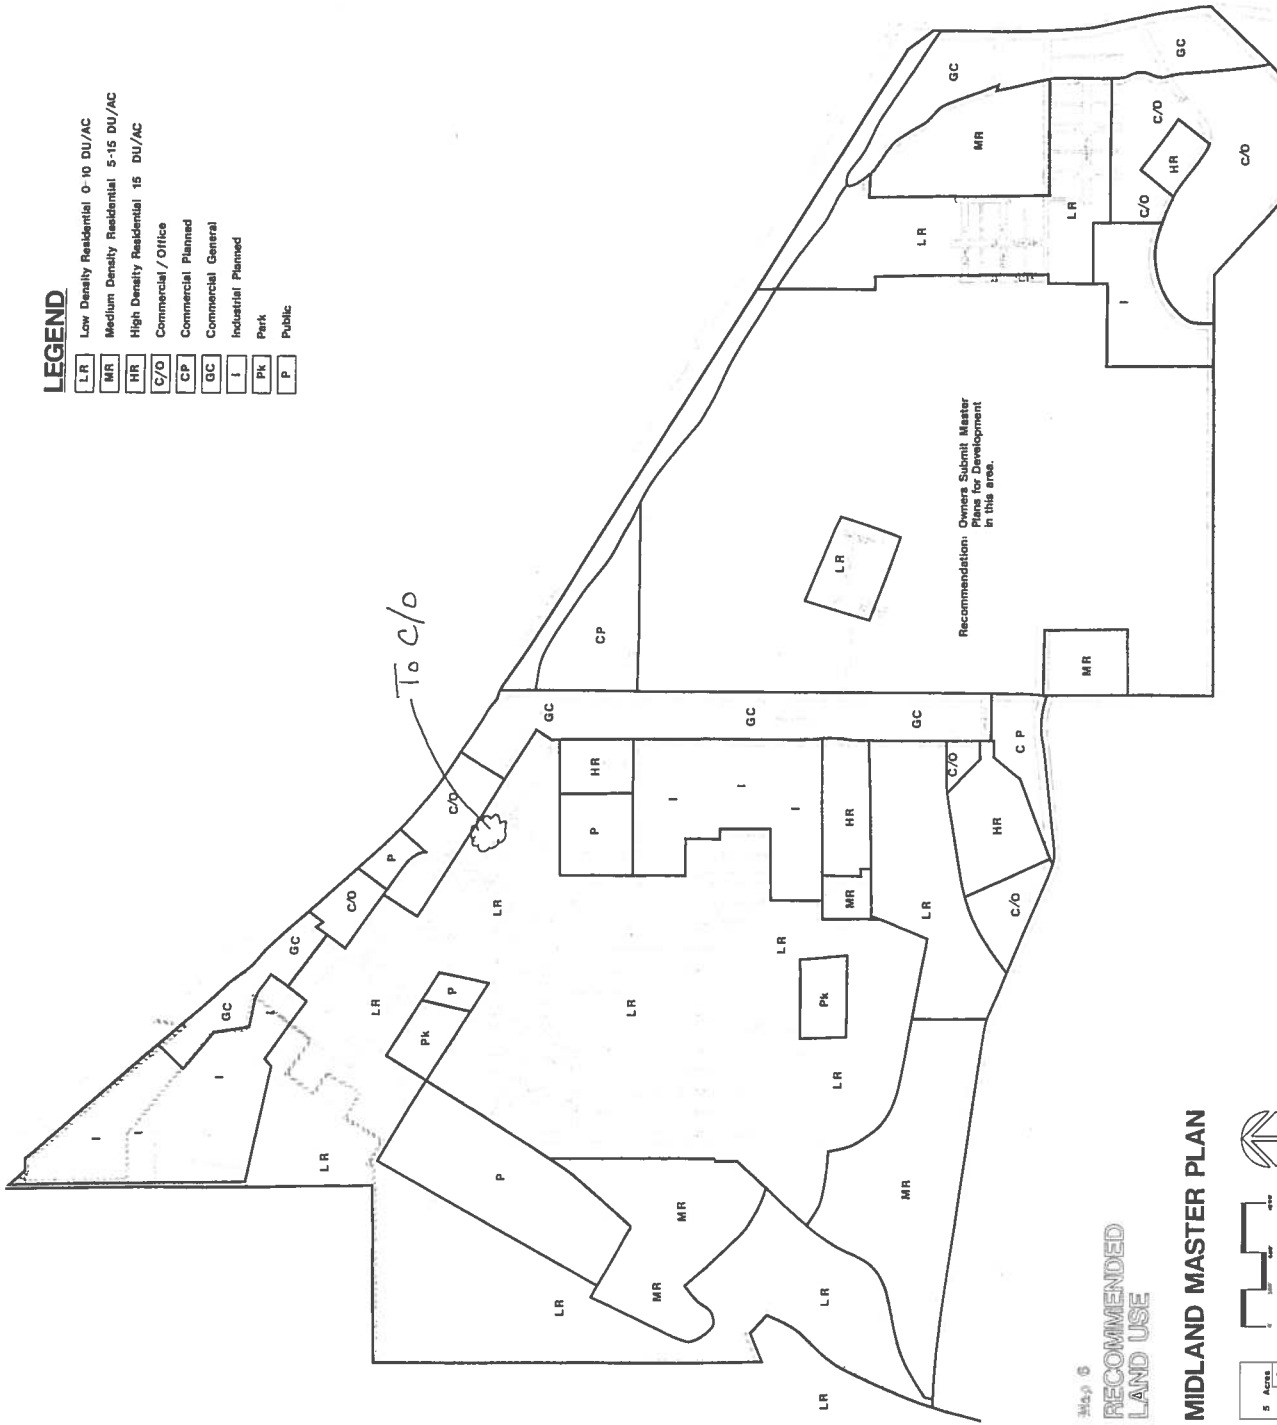 LEGEND
LR Low Density Residential 0-10 DU/AC
MR Medium Density Residential 5-15 DU/AC
HR High Density Residential 15 DU/AC
C/O Commercial / Office
CP Commercial Planned
GC Commercial General
I Industrial Planned
Pk Park
P Public
To C/O
I
I
I
GC
I
GC
C/O
P
C/O
GC
LR
LR
Pk
P
LR
P
LR
MR
MR
LR
LR
LR
LR
LR
Pk
MR
P
HR
I
I
I
HR
MR
LR
C/O
HR
C/O
CP
GC
GC
CP
LR
MR
Recommendation: Owners Submit Master
Plans for Development
in this area.
GC
GC
MR
LR
LR
C/O
HR
C/O
C/O
I
Map 6
RECOMMENDED
LAND USE
MIDLAND MASTER PLAN
5 Acres